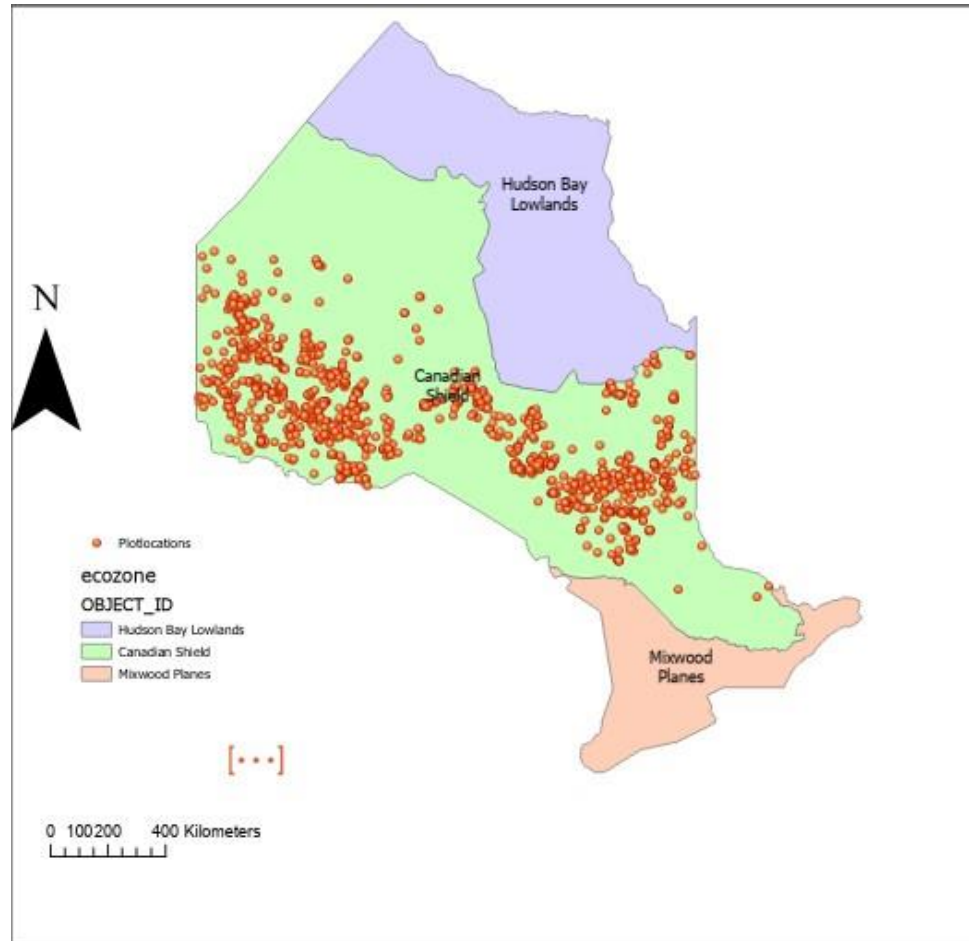 Hudson Bay
Lowlands
N
Canadian
Shield
Plotlocations
ecozone
OBJECT_ID
Hudson Bay Lowlands
Canadian Shield
Mixwood Planes
Mixwood
Planes
[...]
0 100200 400 Kilometers